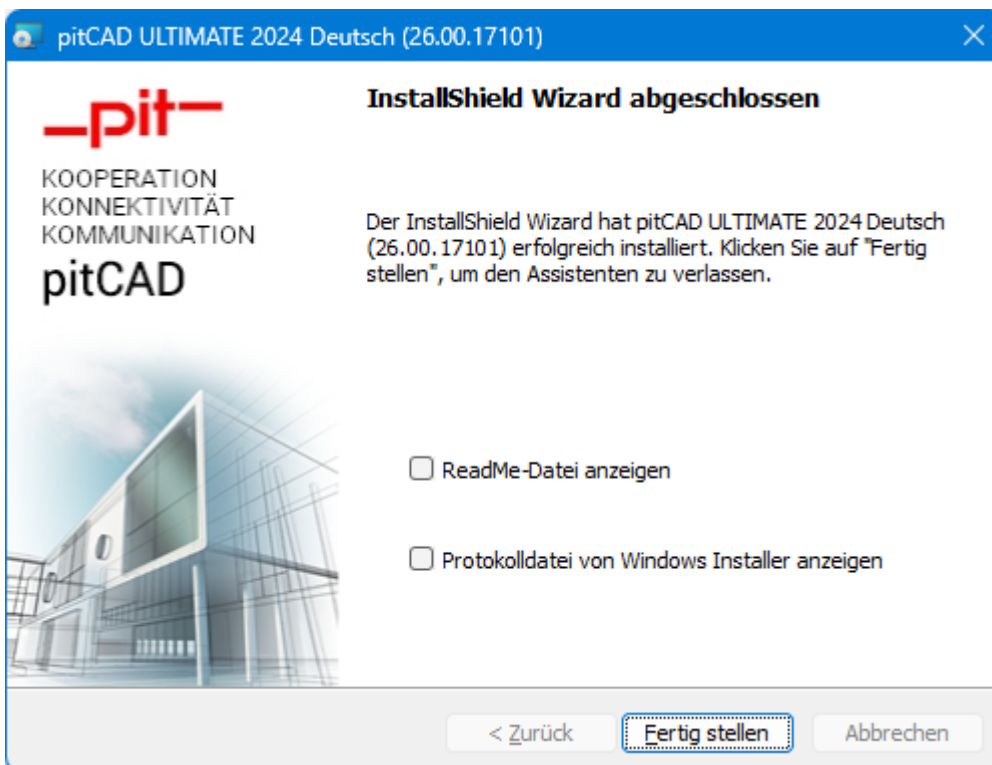 pitCAD ULTIMATE 2024 Deutsch (26.00.17101)
pit
KOOPERATION
KONNEKTIVITÄT
KOMMUNIKATION
pitCAD
InstallShield Wizard abgeschlossen
Der InstallShield Wizard hat pitCAD ULTIMATE 2024 Deutsch
(26.00.17101) erfolgreich installiert. Klicken Sie auf "Fertig
stellen", um den Assistenten zu verlassen.
ReadMe-Datei anzeigen
Protokolldatei von Windows Installer anzeigen
< Zurück
Fertig stellen
Abbrechen